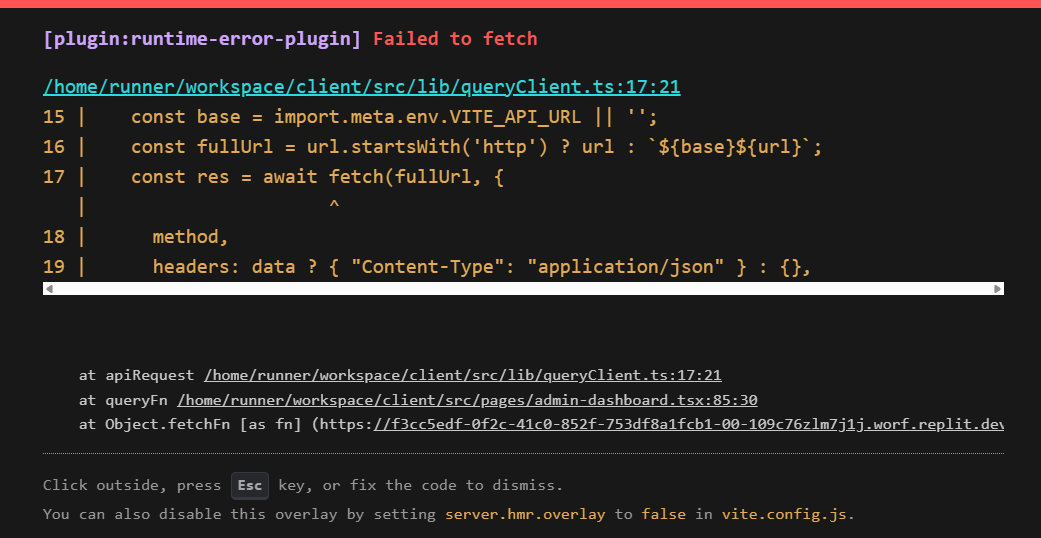 [plugin:runtime-error-plugin] Failed to fetch
/home/runner/workspace/client/src/lib/queryClient.ts:17:21
15 |    const base = import.meta.env.VITE_API_URL || '';
16 |    const fullUrl = url.startsWith('http') ? url : `${base}${url}`;
17 |    const res = await fetch(fullUrl, {
   |                      ^
18 |      method,
19 |      headers: data ? { "Content-Type": "application/json" } : {},
at apiRequest /home/runner/workspace/client/src/lib/queryClient.ts:17:21
at queryFn /home/runner/workspace/client/src/pages/admin-dashboard.tsx:85:30
at Object.fetchFn [as fn] (https://f3cc5edf-0f2c-41c0-852f-753df8a1fcb1-00-109c76zlm7j1j.worf.replit.dev
Click outside, press Esc key, or fix the code to dismiss.
You can also disable this overlay by setting server.hmr.overlay to false in vite.config.js.